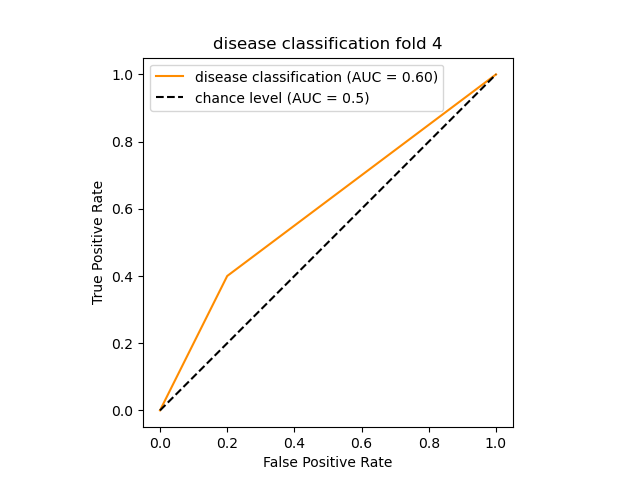 disease classification fold 4
disease classification (AUC = 0.60)
chance level (AUC = 0.5)
1.0
0.8
0.6
0.4
0.2
0.0
True Positive Rate
0.0 0.2 0.4 0.6 0.8 1.0
False Positive Rate